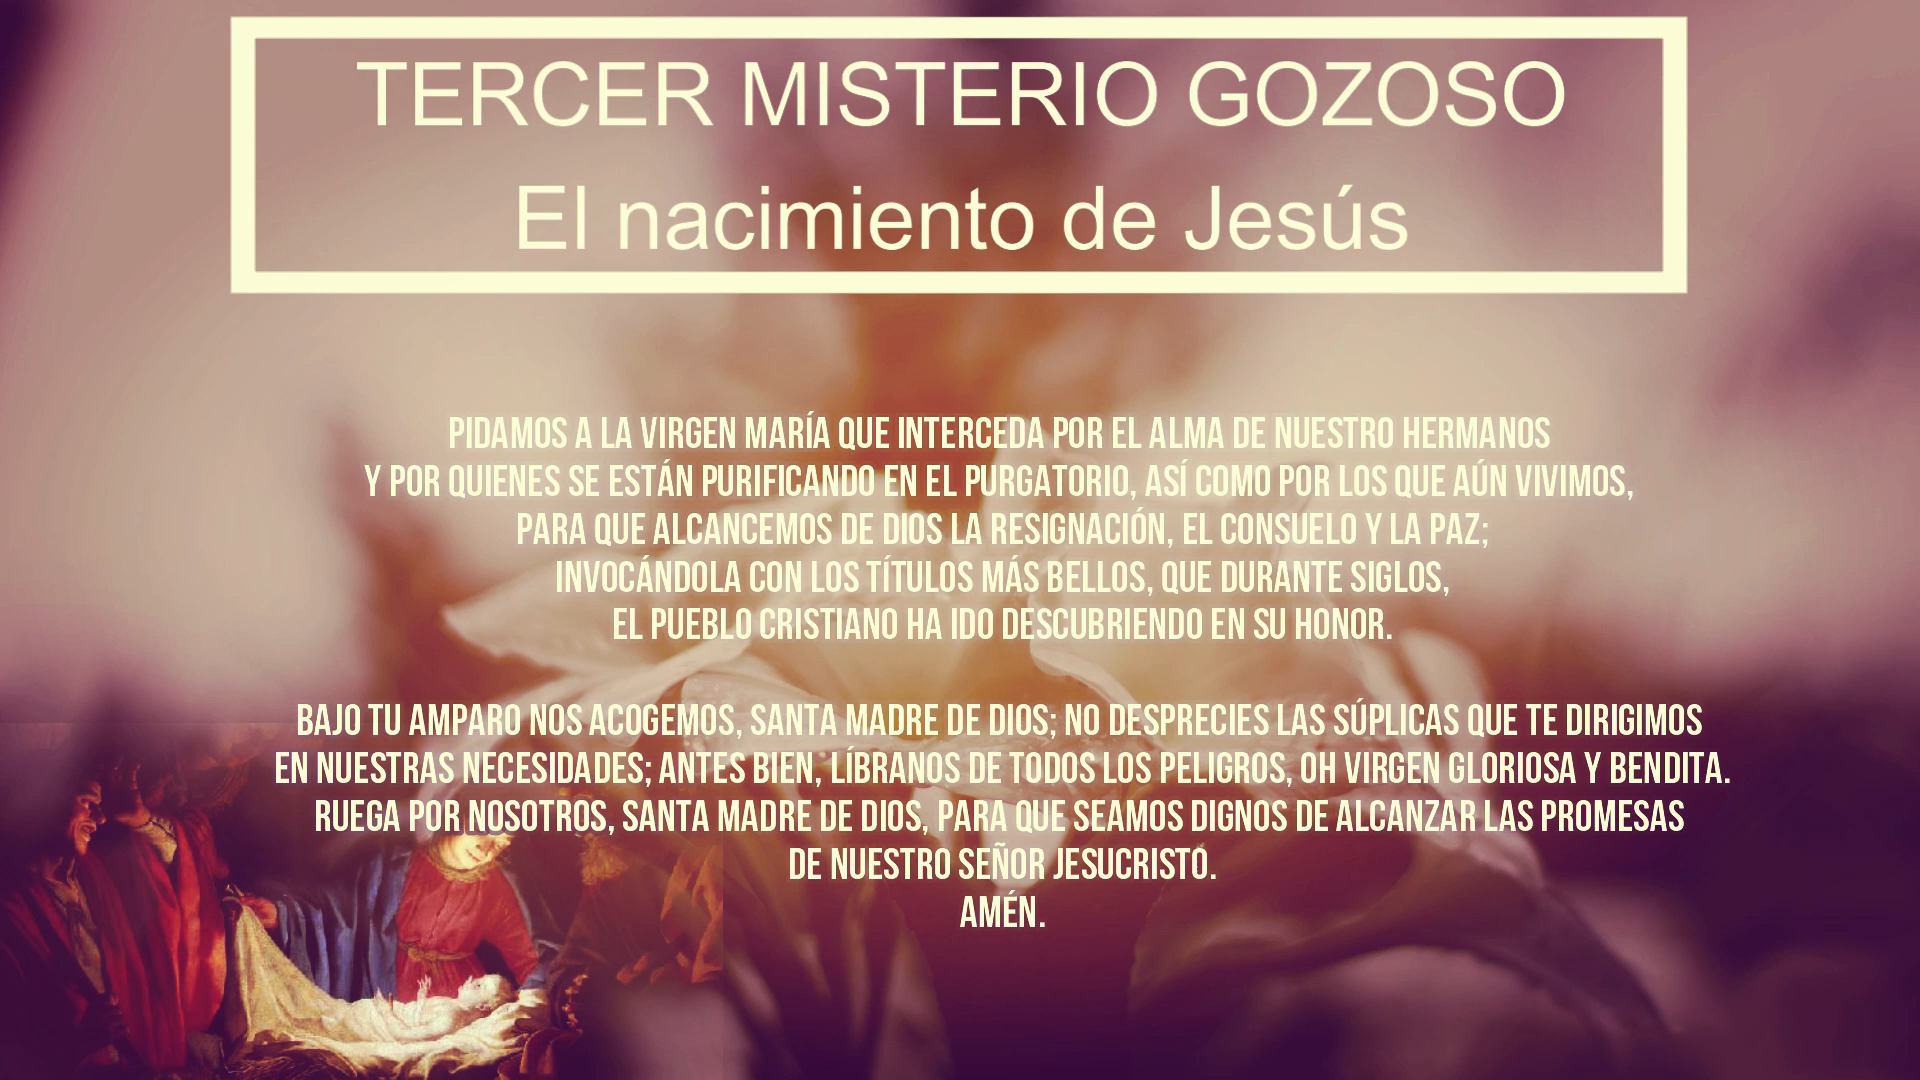 TERCER MISTERIO GOZOSO
El nacimiento de Jesús
PIDAMOS A LA VIRGEN MARÍA QUE INTERCEDA POR EL ALMA DE NUESTRO HERMANOS
Y POR QUIENES SE ESTÁN PURIFICANDO EN EL PURGATORIO, ASÍ COMO POR LOS QUE AÚN VIVIMOS,
PARA QUE ALCANCEMOS DE DIOS LA RESIGNACIÓN, EL CONSUELO Y LA PAZ;
INVOCÁNDOLA CON LOS TÍTULOS MÁS BELLOS, QUE DURANTE SIGLOS,
EL PUEBLO CRISTIANO HA IDO DESCUBRIENDO EN SU HONOR.
BAJO TU AMPARO NOS ACOGEMOS, SANTA MADRE DE DIOS; NO DESPRECIES LAS SÚPLICAS QUE TE DIRIGIMOS
EN NUESTRAS NECESIDADES; ANTES BIEN, LÍBRANOS DE TODOS LOS PELIGROS, OH VIRGEN GLORIOSA Y BENDITA.
RUEGA POR NOSOTROS, SANTA MADRE DE DIOS, PARA QUE SEAMOS DIGNOS DE ALCANZAR LAS PROMESAS
DE NUESTRO SEÑOR JESUCRISTO.
AMÉN.